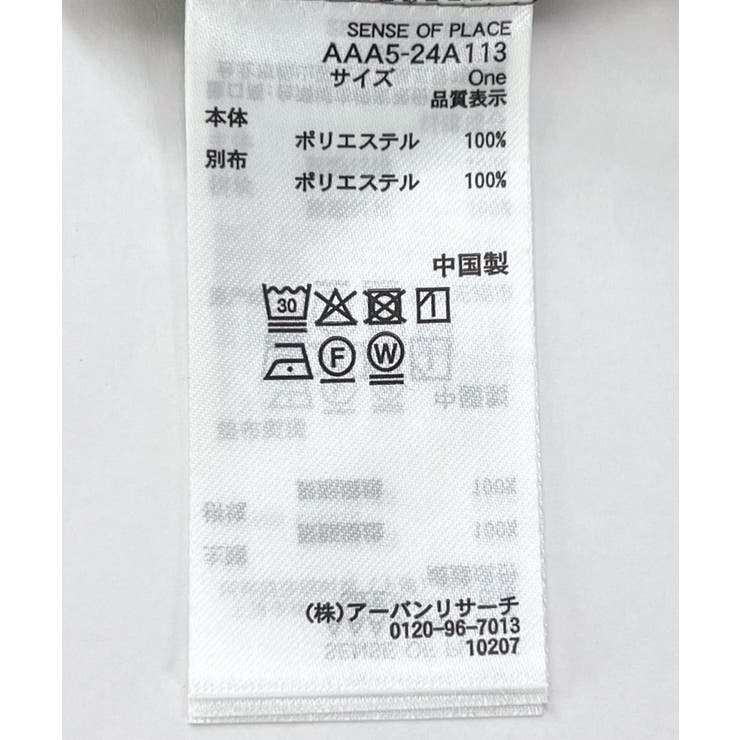 SENSE OF PLACE
AAA5-24A113
サイズ One
品質表示
本体
ポリエステル 100%
別布
ポリエステル 100%
中国製
30
F W
(株)アーバンリサーチ
0120-96-7013
10207